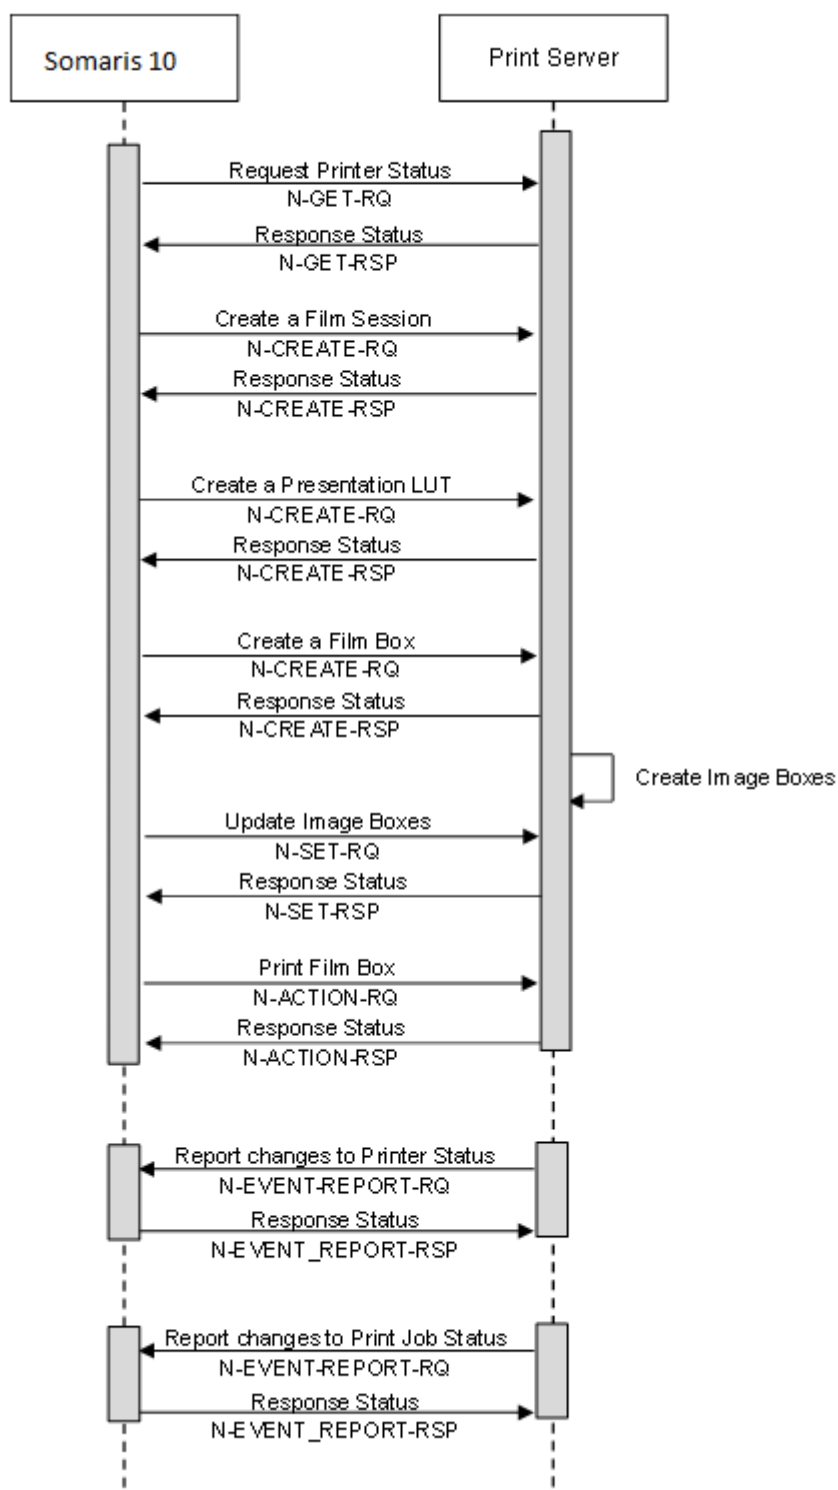 Somaris 10
Print Server
Request Printer Status
N-GET-RQ
Response Status
N-GET-RSP
Create a Film Session
N-CREATE-RQ
Response Status
N-CREATE-RSP
Create a Presentation LUT
N-CREATE-RQ
Response Status
N-CREATE-RSP
Create a Film Box
N-CREATE-RQ
Response Status
N-CREATE-RSP
Create Image Boxes
Update Image Boxes
N-SET-RQ
Response Status
N-SET-RSP
Print Film Box
N-ACTION-RQ
Response Status
N-ACTION-RSP
Report changes to Printer Status
N-EVENT-REPORT-RQ
Response Status
N-EVENT_REPORT-RSP
Report changes to Print Job Status
N-EVENT-REPORT-RQ
Response Status
N-EVENT_REPORT-RSP